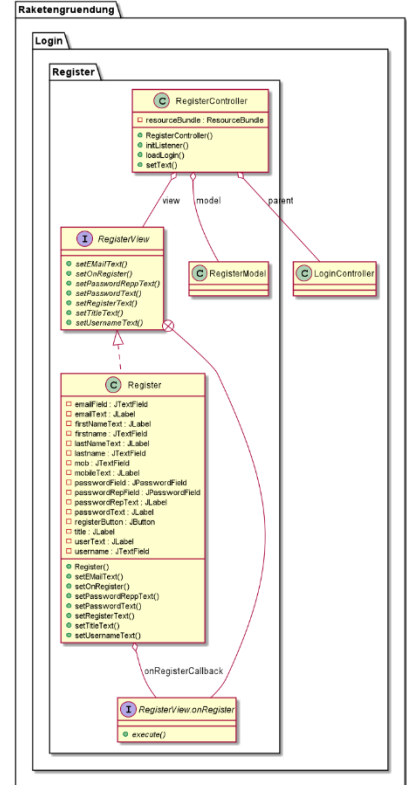 Raketengruendung
Login
Register
C RegisterController
resourceBundle : ResourceBundle
RegisterController()
initListener()
loadLogin()
setText()
view
model
parent
I RegisterView
setEMailText()
setOnRegister()
setPasswordReppText()
setPasswordText()
setRegisterText()
setTitleText()
setUsernameText()
C RegisterModel
C LoginController
C Register
emailField : JTextField
emailText : JLabel
firstNameText : JLabel
firstname : JTextField
lastNameText : JLabel
lastname : JTextField
mob : JTextField
mobileText : JLabel
passwordField : JPasswordField
passwordRepField : JPasswordField
passwordRepText : JLabel
passwordText : JLabel
registerButton : JButton
title : JLabel
userText : JLabel
username : JTextField
Register()
setEMailText()
setOnRegister()
setPasswordReppText()
setPasswordText()
setRegisterText()
setTitleText()
setUsernameText()
onRegisterCallback
I RegisterView.onRegister
execute()